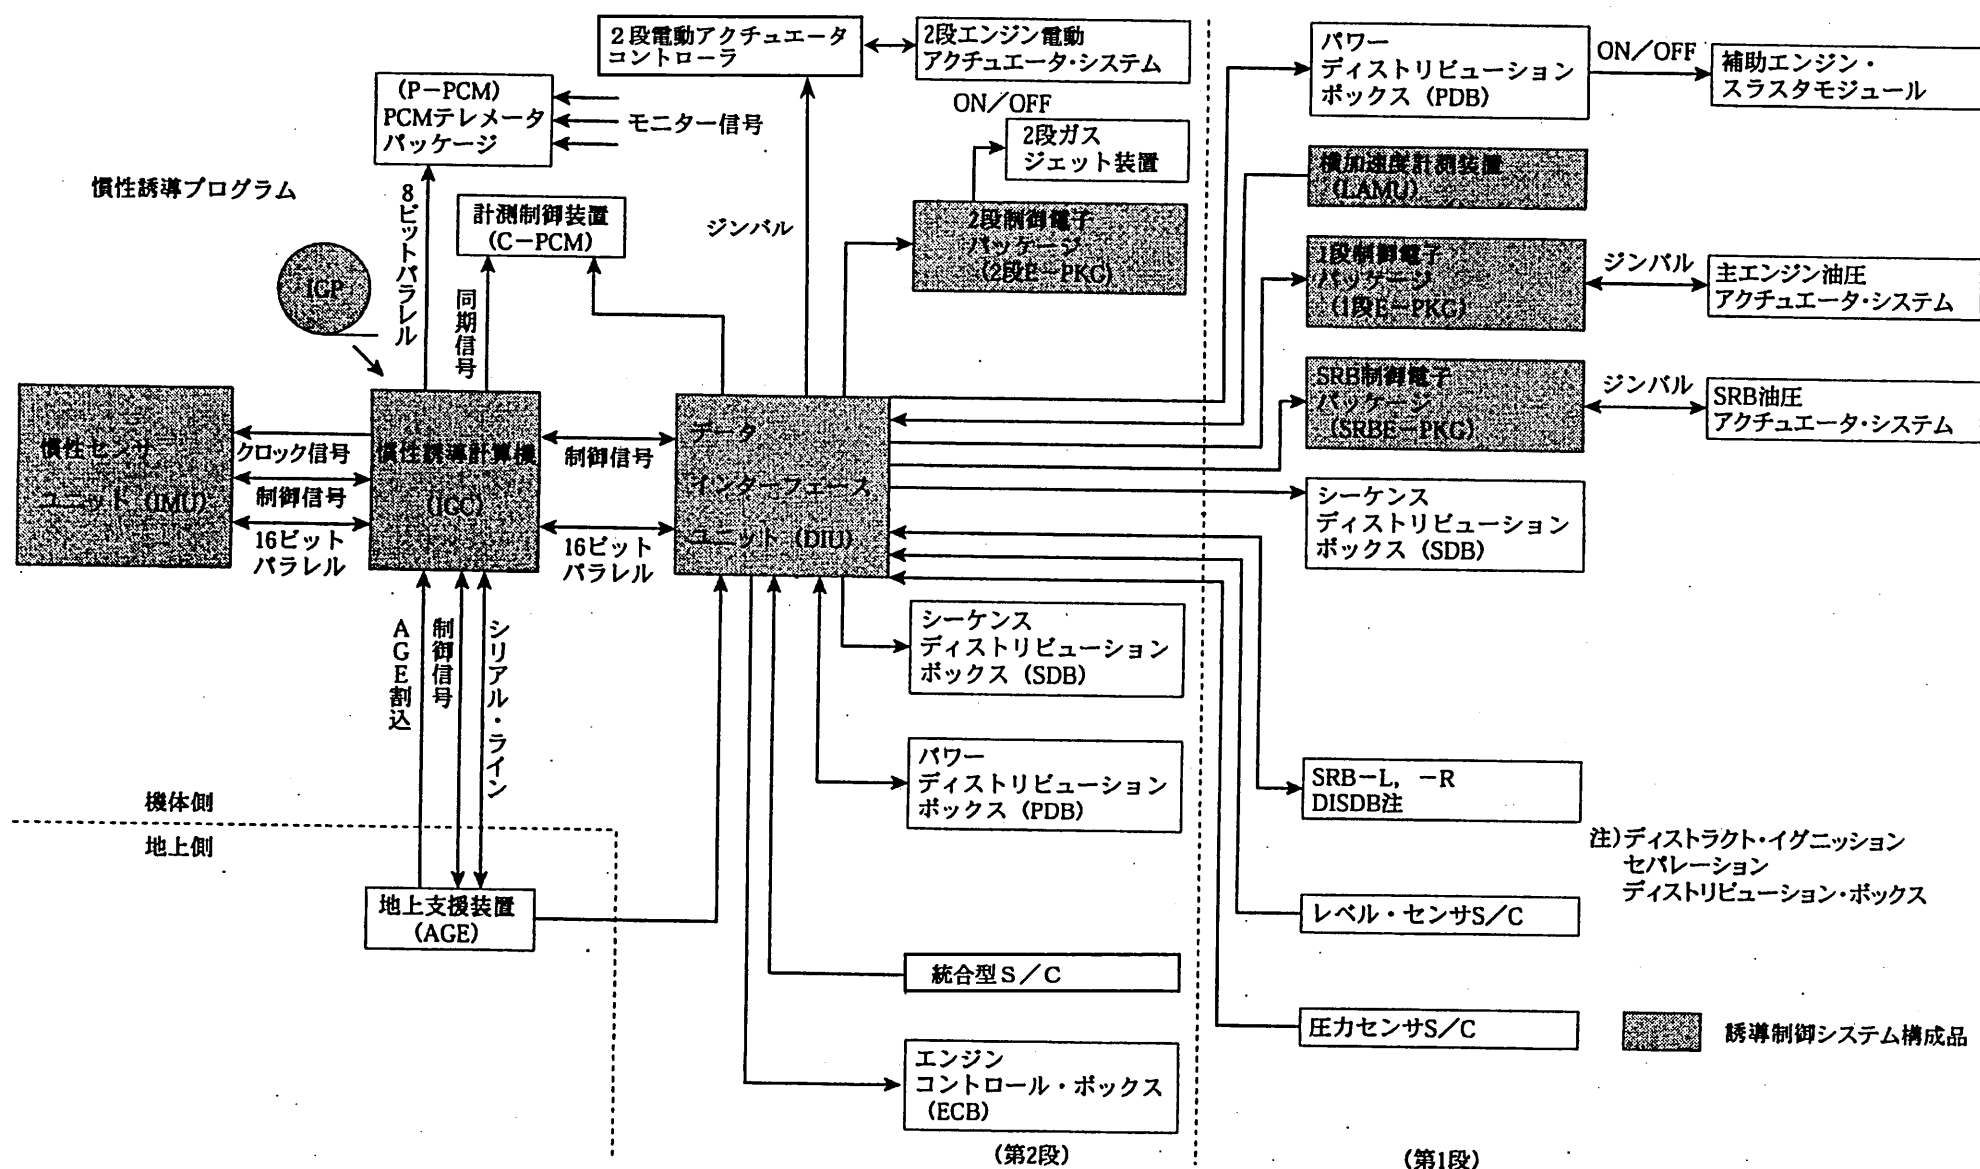 2段電動アクチュエータ
コントローラ
2段エンジン電動
アクチュエータ・システム
ON/OFF
2段ガス
ジェット装置
(P-PCM)
PCMテレメータ
パッケージ
モニター信号
慣性誘導プログラム
IGP
8ビットパラレル
計測制御装置
(C-PCM)
同期信号
ジンバル
2段制御電子
パッケージ
(2段E-PKG)
慣性センサ
ユニット(IMU)
クロック信号
制御信号
16ビット
パラレル
慣性誘導計算機
(IGC)
制御信号
16ビット
パラレル
データ
インターフェース
ユニット(DIU)
AGE割込
制御信号
シリアル・ライン
機体側
地上側
地上支援装置
(AGE)
シーケンス
ディストリビューション
ボックス(SDB)
パワー
ディストリビューション
ボックス(PDB)
統合型S/C
エンジン
コントロール・ボックス
(ECB)
(第2段)
パワー
ディストリビューション
ボックス(PDB)
ON/OFF
補助エンジン・
スラスタモジュール
横加速度計測装置
(LAMU)
1段制御電子
パッケージ
(1段E-PKG)
ジンバル
主エンジン油圧
アクチュエータ・システム
SRB制御電子
パッケージ
(SRBE-PKG)
ジンバル
SRB油圧
アクチュエータ・システム
シーケンス
ディストリビューション
ボックス(SDB)
SRB-L, -R
DISDB注
注)ディストラクト・イグニッション
セパレーション
ディストリビューション・ボックス
レベル・センサS/C
圧力センサS/C
誘導制御システム構成品
(第1段)